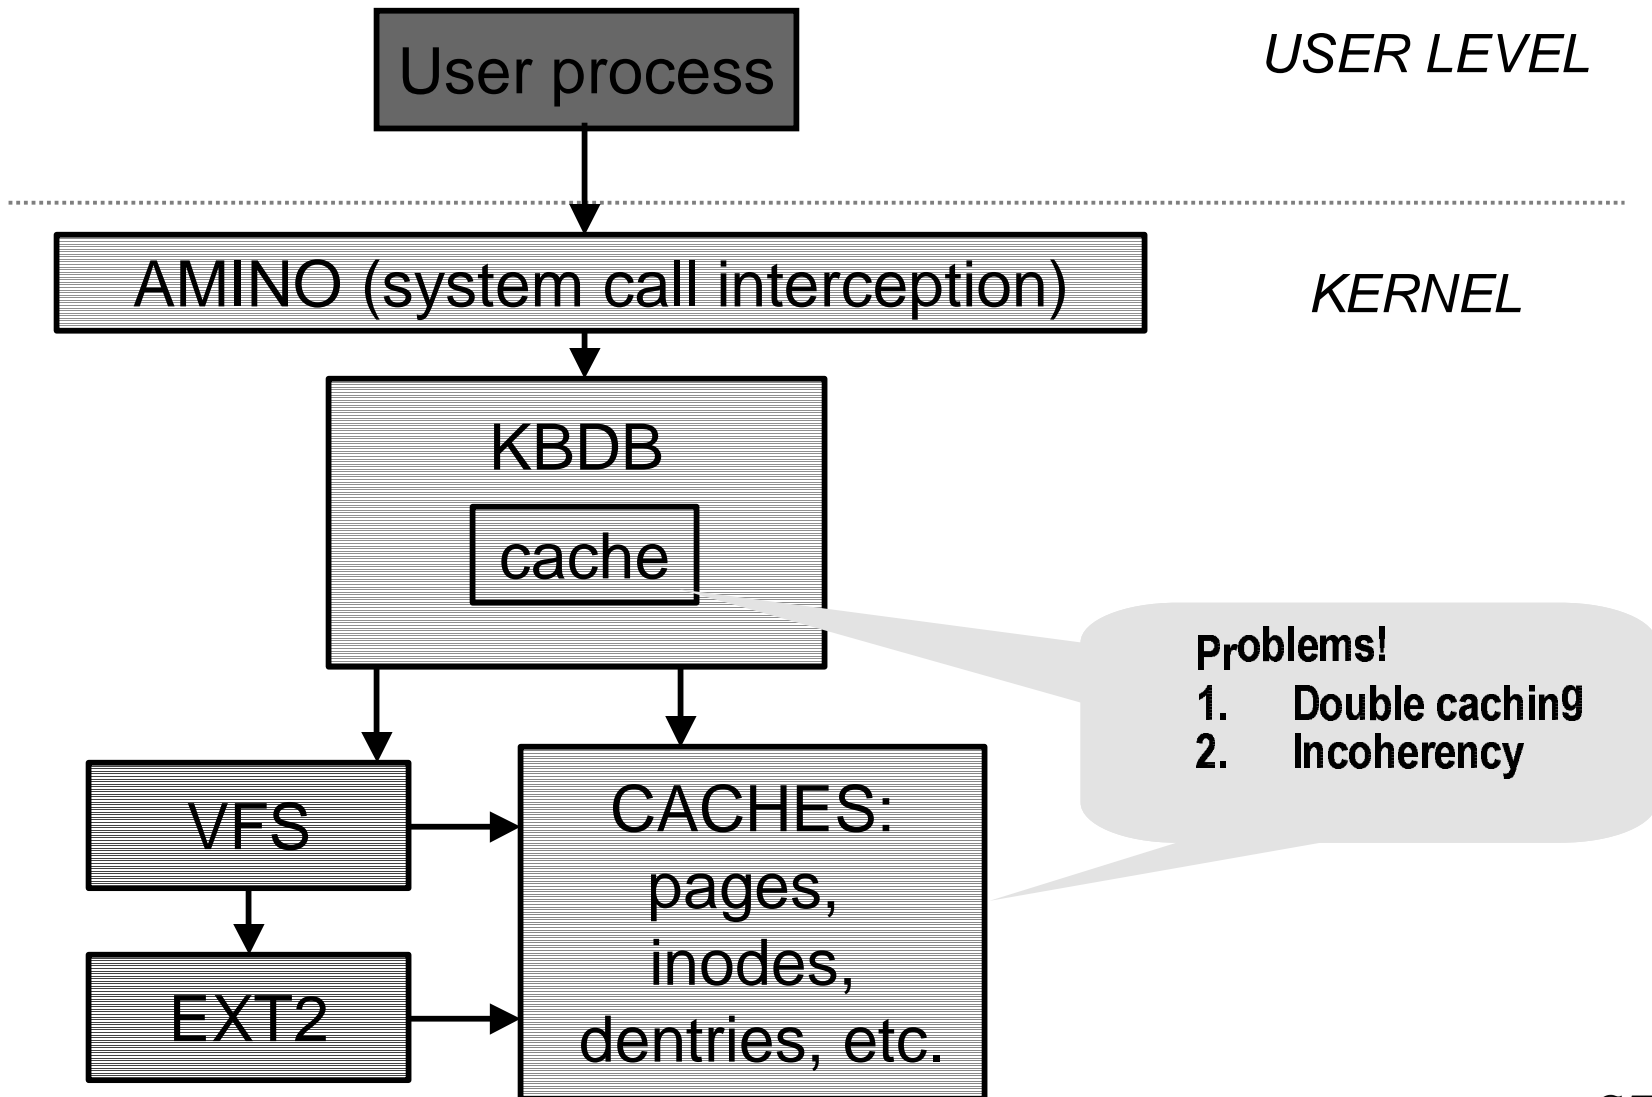 User process
USER LEVEL
AMINO (system call interception)
KERNEL
KBDB
cache
Problems!
1. Double caching
2. Incoherency
VFS
CACHES:
pages,
inodes,
dentries, etc.
EXT2